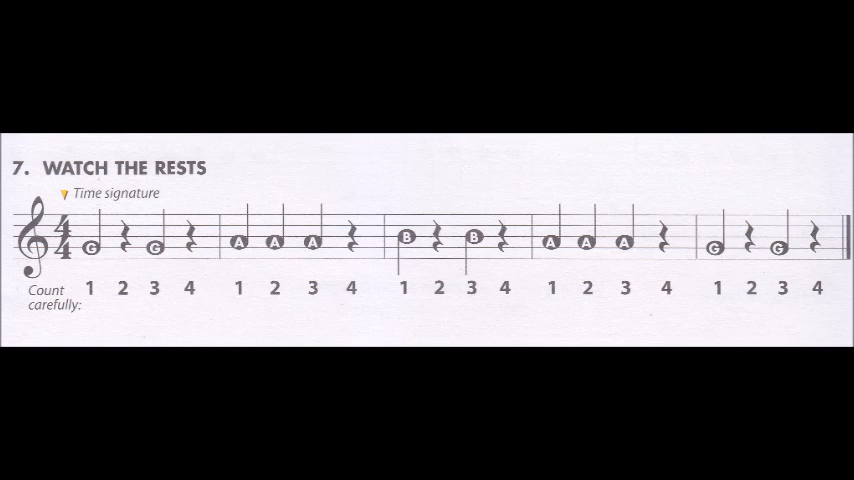 7. WATCH THE RESTS
Time signature
4
4
G G A A A B B A A A G G
Count 1 2 3 4 1 2 3 4 1 2 3 4 1 2 3 4 1 2 3 4
carefully: